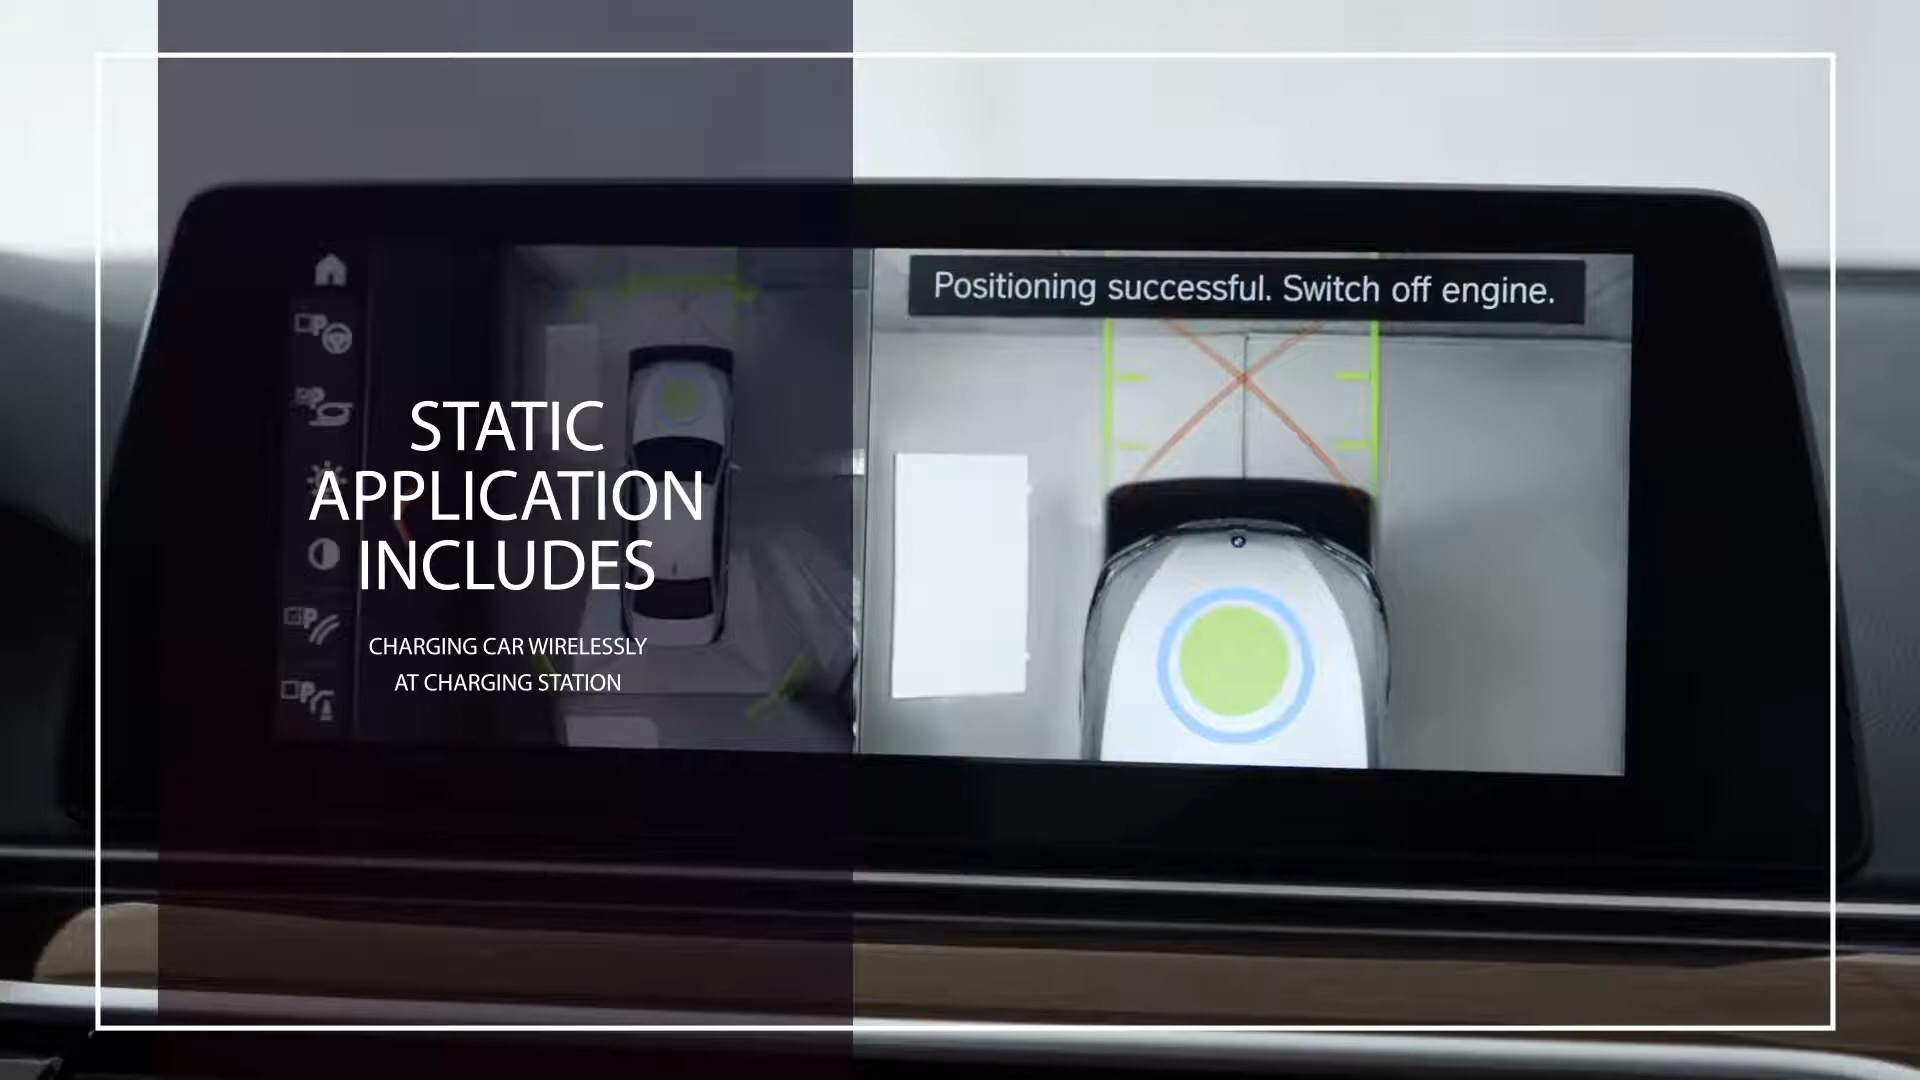 STATIC
APPLICATION
INCLUDES
CHARGING CAR WIRELESSLY
AT CHARGING STATION
Positioning successful. Switch off engine.
P
P
P
P